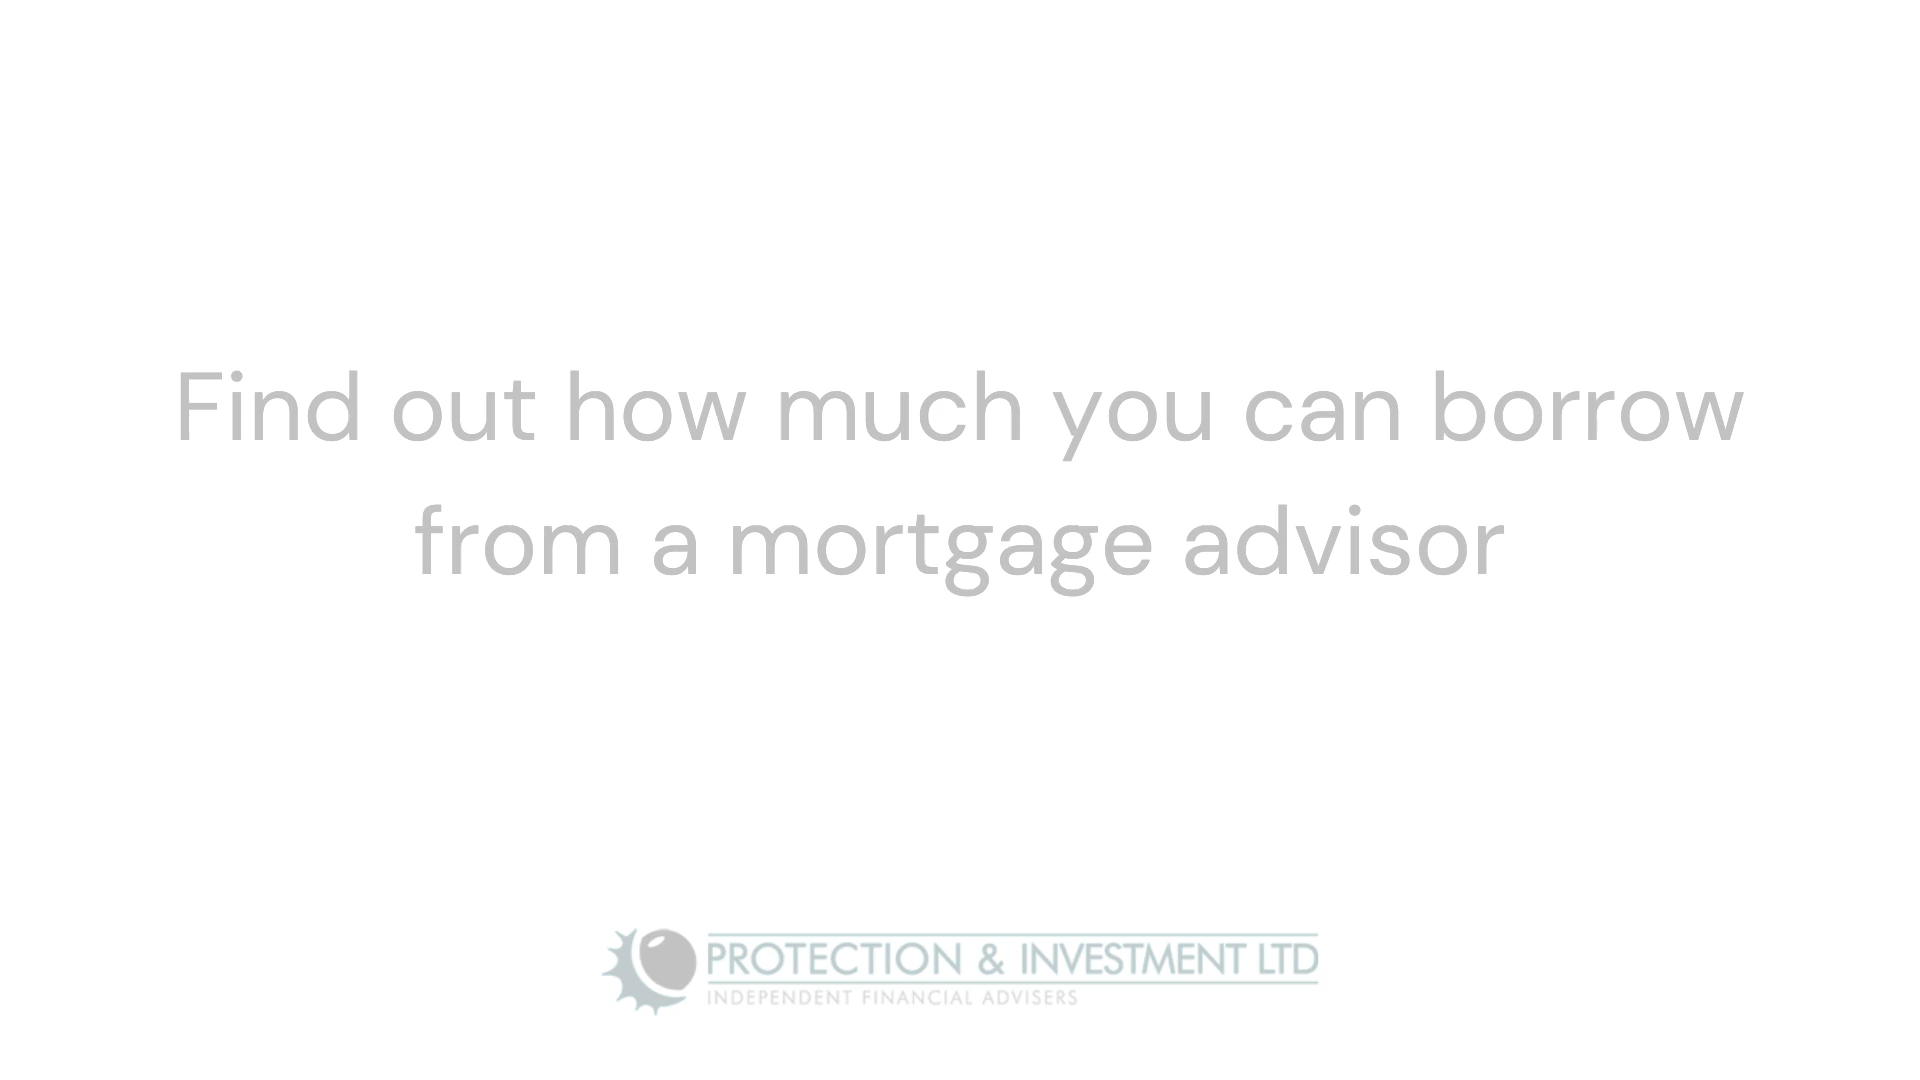 Find out how much you can borrow
from a mortgage advisor
PROTECTION & INVESTMENT LTD
INDEPENDENT FINANCIAL ADVISERS